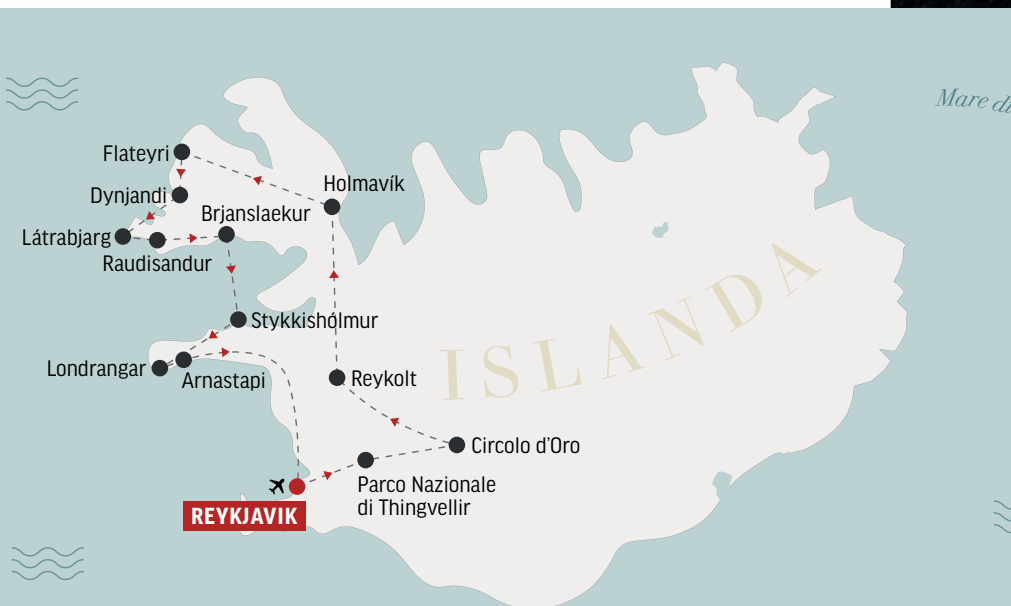 Mare di
Flateyri
Holmavík
Dynjandi
Brjanslaekur
Látrabjarg
Raudisandur
Stykkishólmur
ISLANDA
Londrangar
Arnastapi
Reykolt
Circolo d'Oro
Parco Nazionale
di Thingvellir
REYKJAVIK